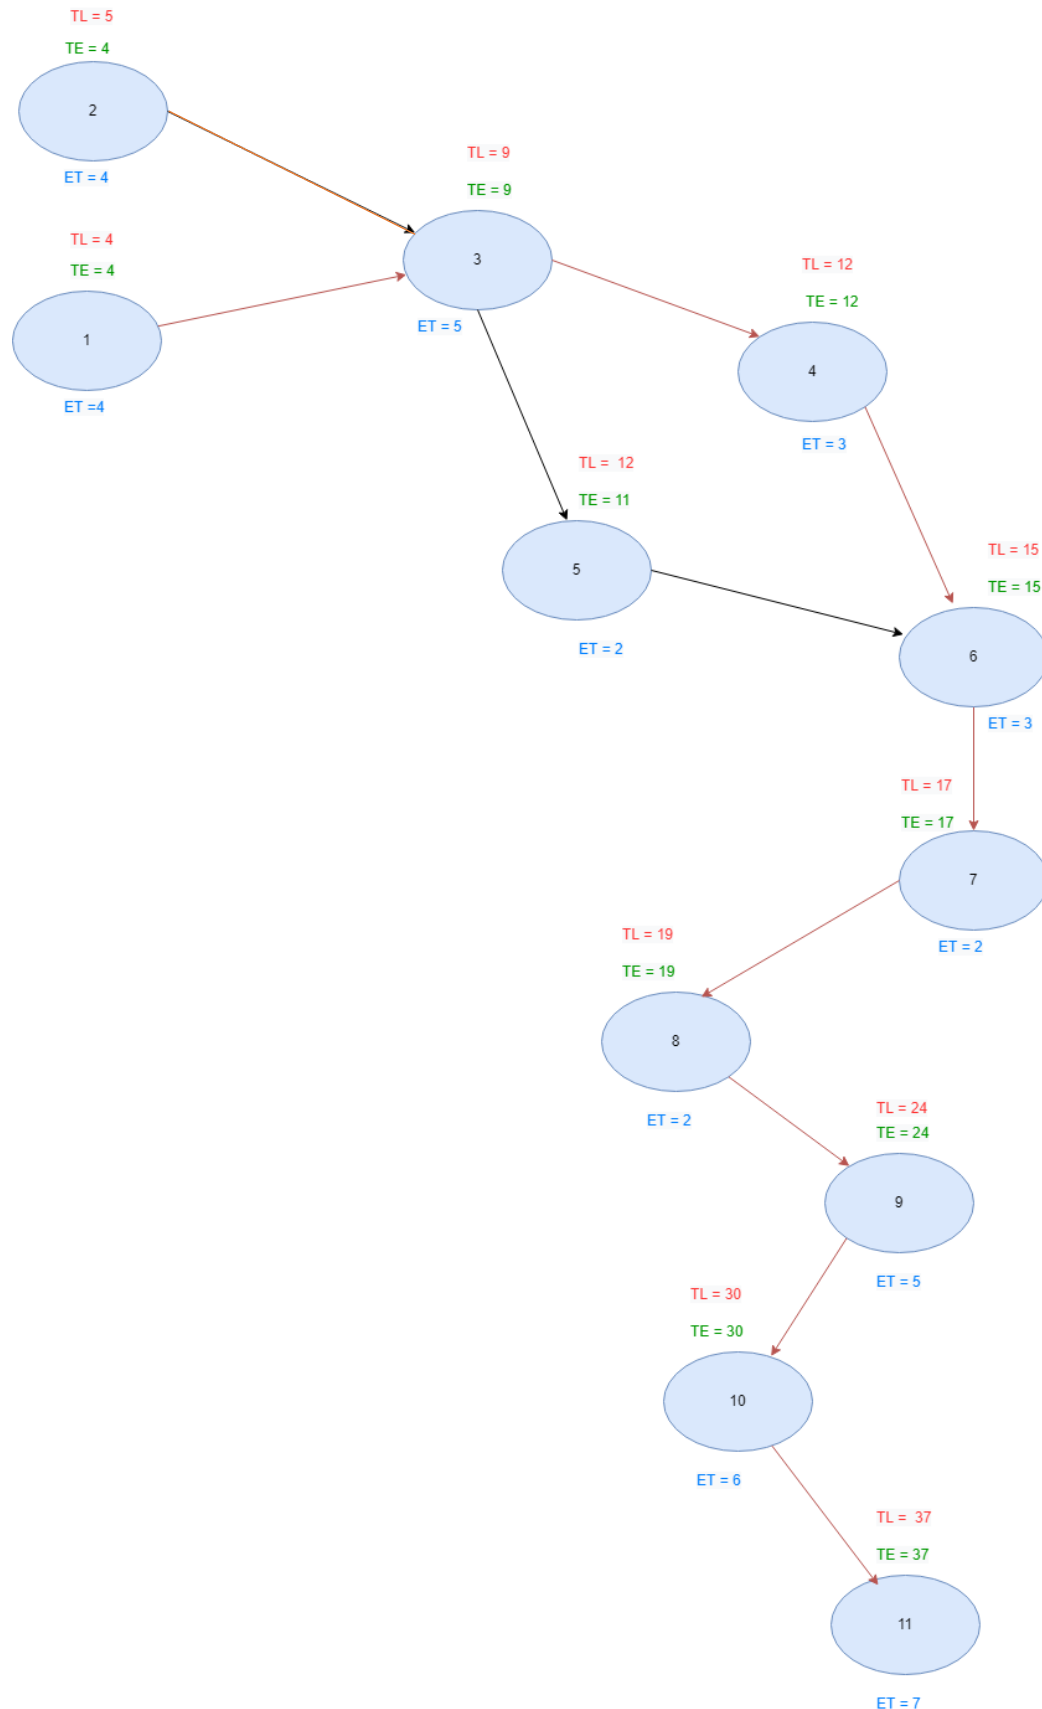 TL = 5
TE = 4
2
ET = 4
TL = 4
TE = 4
1
ET =4
TL = 9
TE = 9
3
ET = 5
TL = 12
TE = 12
4
ET = 3
TL =  12
TE = 11
5
ET = 2
TL = 15
TE = 15
6
ET = 3
TL = 17
TE = 17
7
ET = 2
TL = 19
TE = 19
8
ET = 2
TL = 24
TE = 24
9
ET = 5
TL = 30
TE = 30
10
ET = 6
TL =  37
TE = 37
11
ET = 7